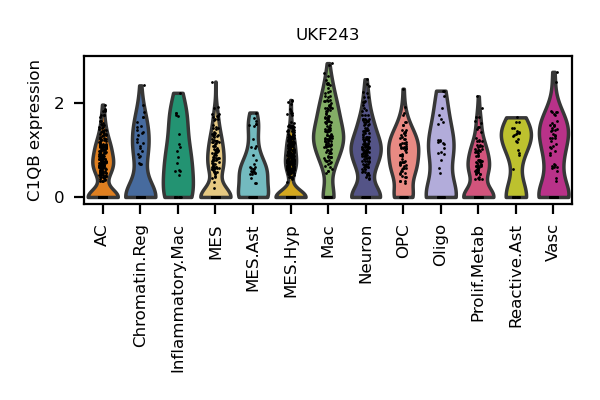 UKF243
C1QB expression
2
0
AC
Chromatin.Reg
Inflammatory.Mac
MES
MES.Ast
MES.Hyp
Mac
Neuron
OPC
Oligo
Prolif.Metab
Reactive.Ast
Vasc